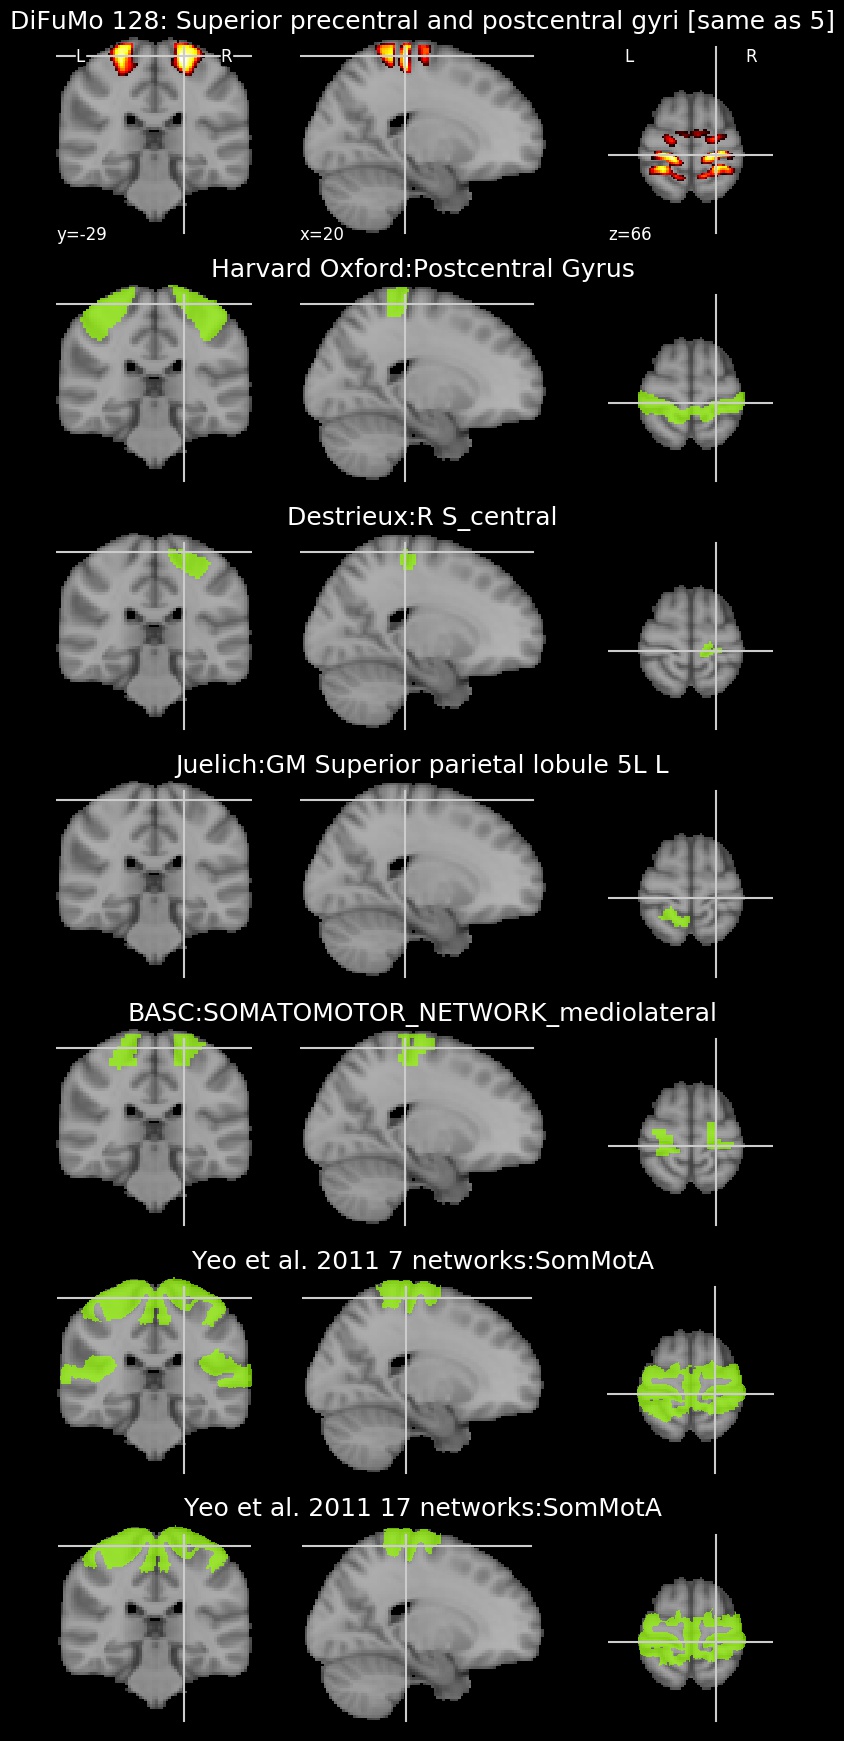 DiFuMo 128: Superior precentral and postcentral gyri [same as 5]
L R L R
y=-29 x=20 z=66
Harvard Oxford:Postcentral Gyrus
Destrieux:R S_central
Juelich:GM Superior parietal lobule 5L L
BASC:SOMATOMOTOR_NETWORK_mediolateral
Yeo et al. 2011 7 networks:SomMotA
Yeo et al. 2011 17 networks:SomMotA